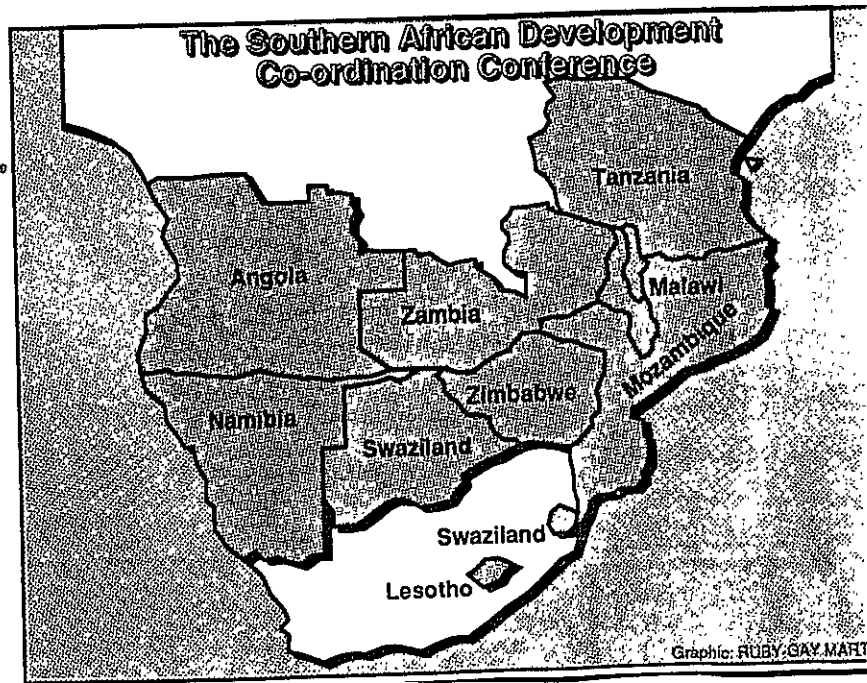 The Southern African Development
Co-ordination Conference
Tanzania
Angola
Malawi
Zambia
Mozambique
Zimbabwe
Namibia
Swaziland
Swaziland
Lesotho
Graphic: RUBY-GAY MART